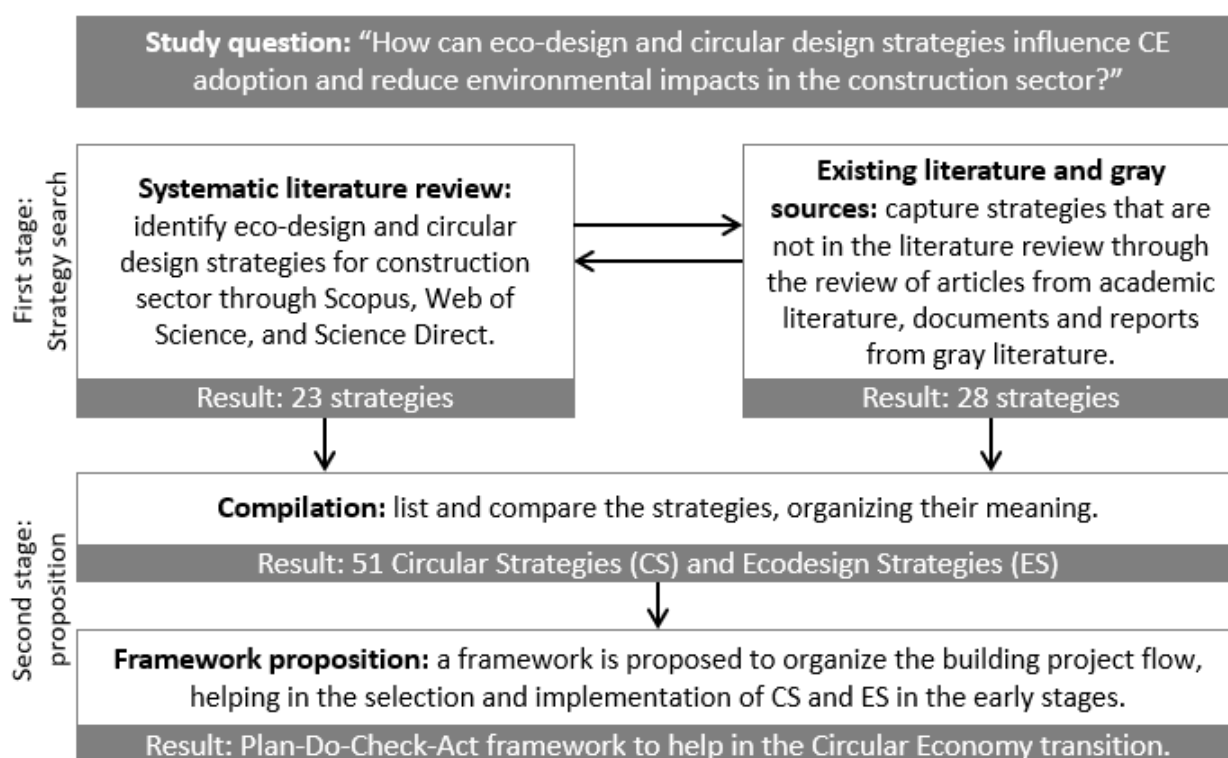 Study question: “How can eco-design and circular design strategies influence CE
adoption and reduce environmental impacts in the construction sector?”
First stage:
Strategy search
Systematic literature review:
identify eco-design and circular
design strategies for construction
sector through Scopus, Web of
Science, and Science Direct.
Result: 23 strategies
Existing literature and gray
sources: capture strategies that are
not in the literature review through
the review of articles from academic
literature, documents and reports
from gray literature.
Result: 28 strategies
Second stage:
proposition
Compilation: list and compare the strategies, organizing their meaning.
Result: 51 Circular Strategies (CS) and Ecodesign Strategies (ES)
Framework proposition: a framework is proposed to organize the building project flow,
helping in the selection and implementation of CS and ES in the early stages.
Result: Plan-Do-Check-Act framework to help in the Circular Economy transition.